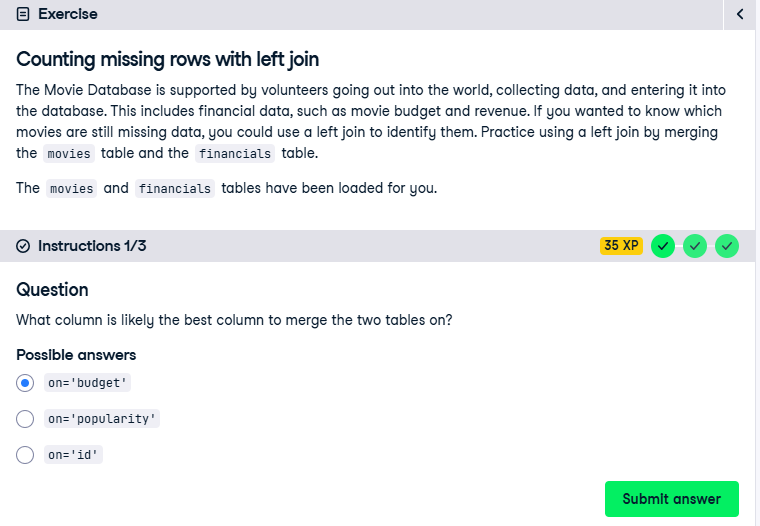 Exercise
Counting missing rows with left join
The Movie Database is supported by volunteers going out into the world, collecting data, and entering it into
the database. This includes financial data, such as movie budget and revenue. If you wanted to know which
movies are still missing data, you could use a left join to identify them. Practice using a left join by merging
the movies table and the financials table.
The movies and financials tables have been loaded for you.
Instructions 1/3
35 XP
Question
What column is likely the best column to merge the two tables on?
Possible answers
on='budget'
on='popularity'
on='id'
Submit answer